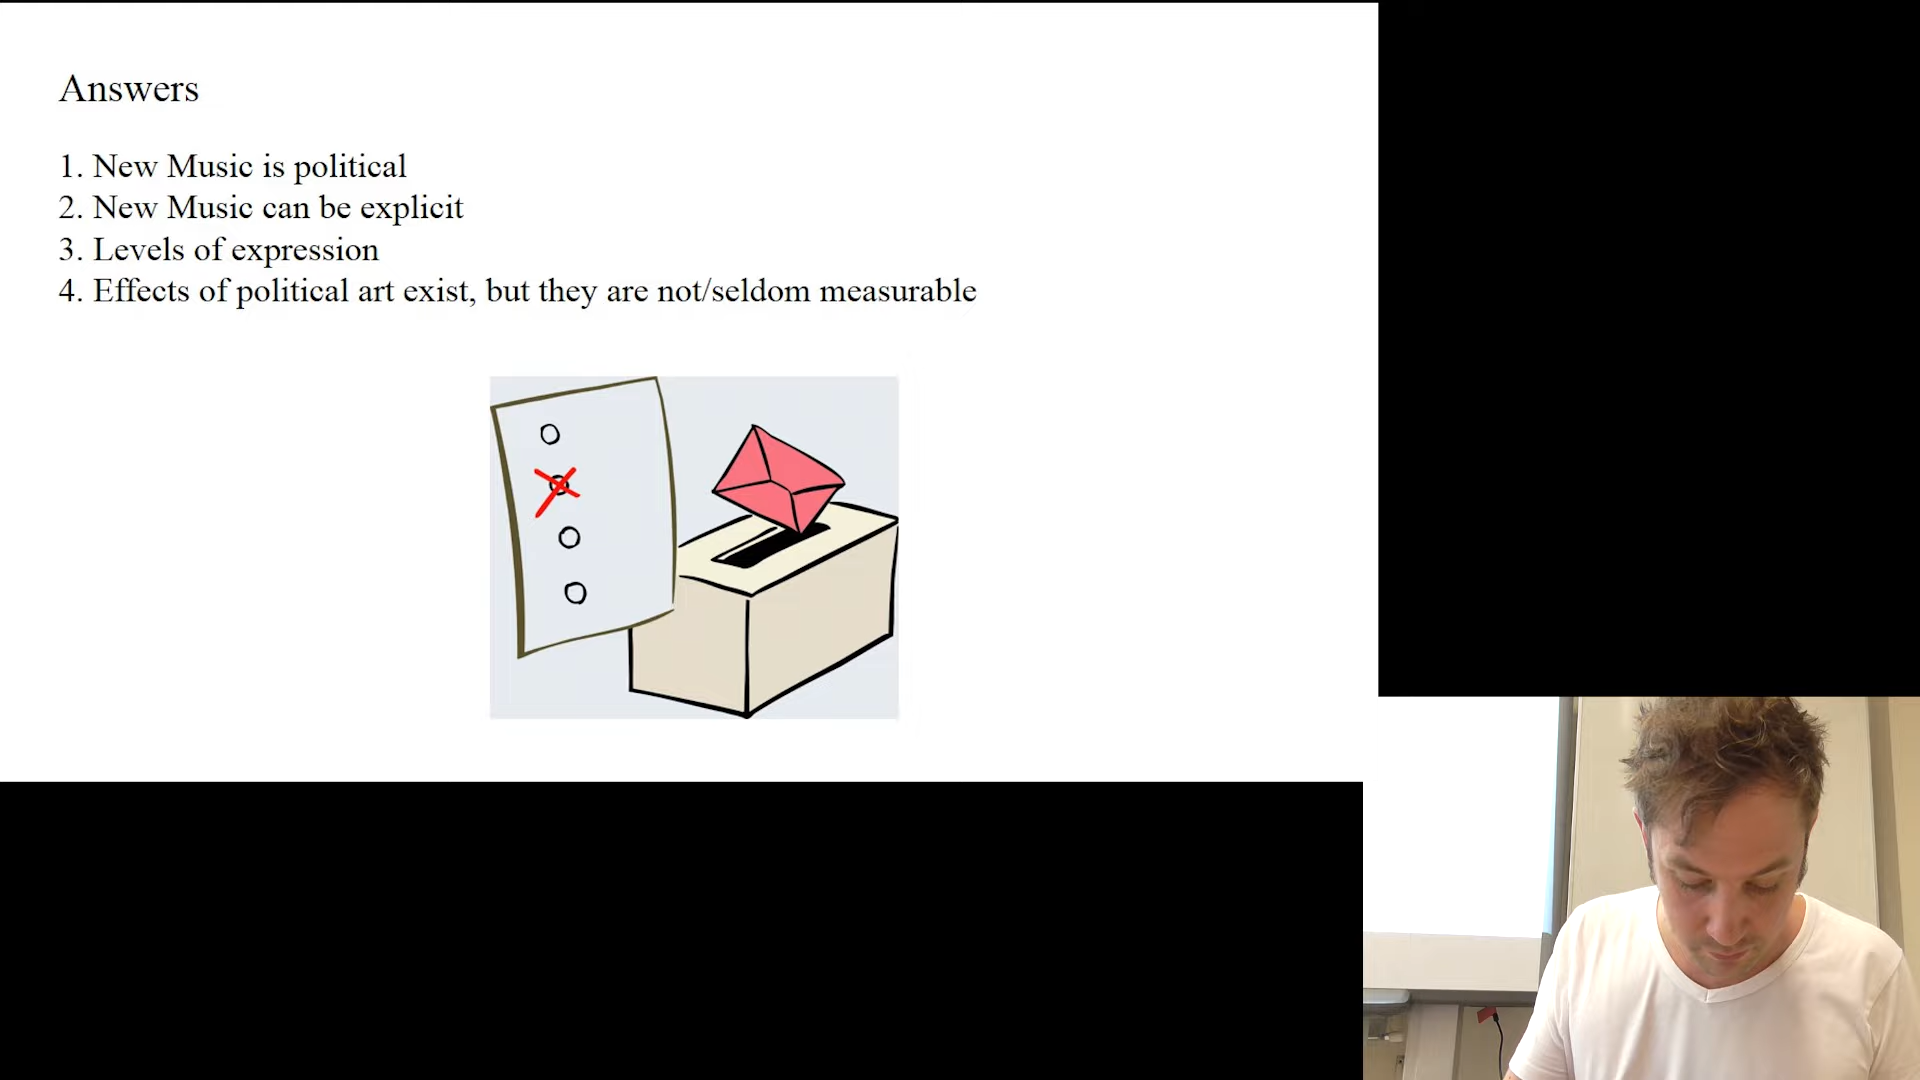 Answers
1. New Music is political
2. New Music can be explicit
3. Levels of expression
4. Effects of political art exist, but they are not/seldom measurable